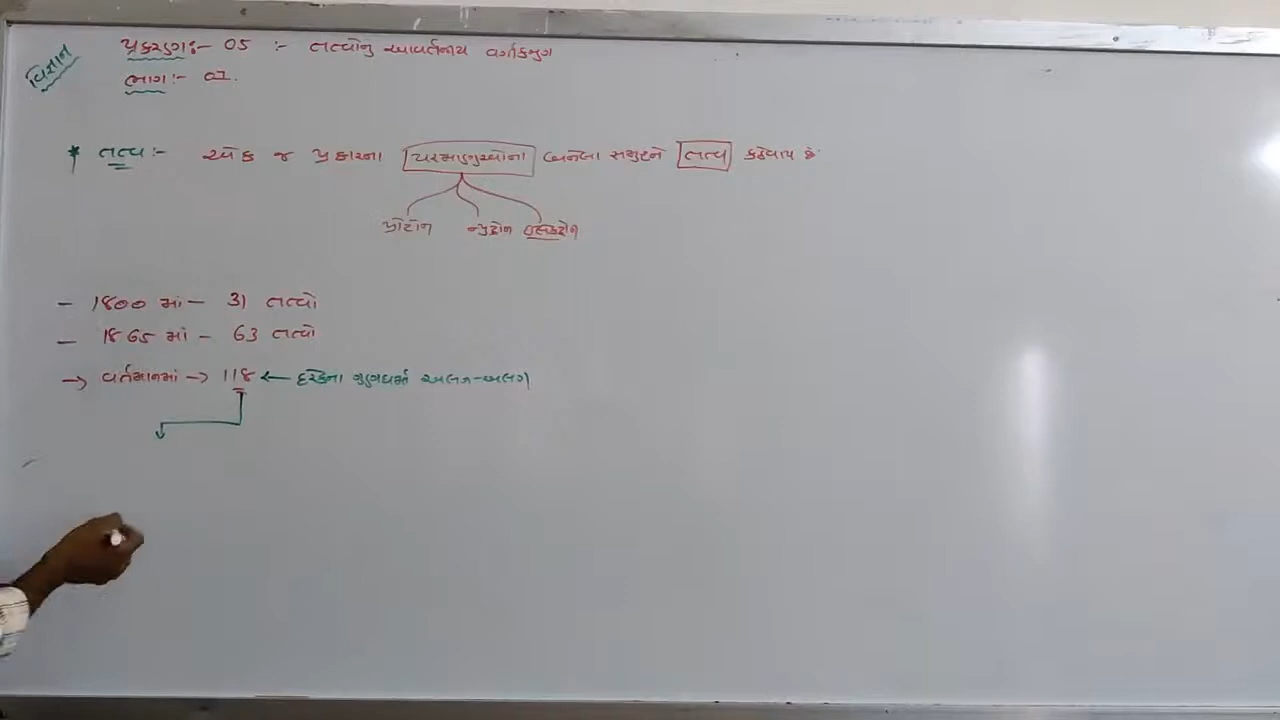 વિજ્ઞાન
પ્રકરણ :- 05 :- તત્વોનુ આવર્તનીય વર્ગીકરણ
ભાગ :- 01.
* તત્વ :- એક જ પ્રકારના પરમાણુઓના બનેલા સમુહને તત્વ કહેવાય છે
પ્રોટોન ન્યુટ્રોન ઇલેકટ્રોન
- 1800 માં - 31 તત્વો
- 1865 માં - 63 તત્વો
→ વર્તમાનમાં → 118 ← દરેકના ગુણધર્મો અલગ-અલગ